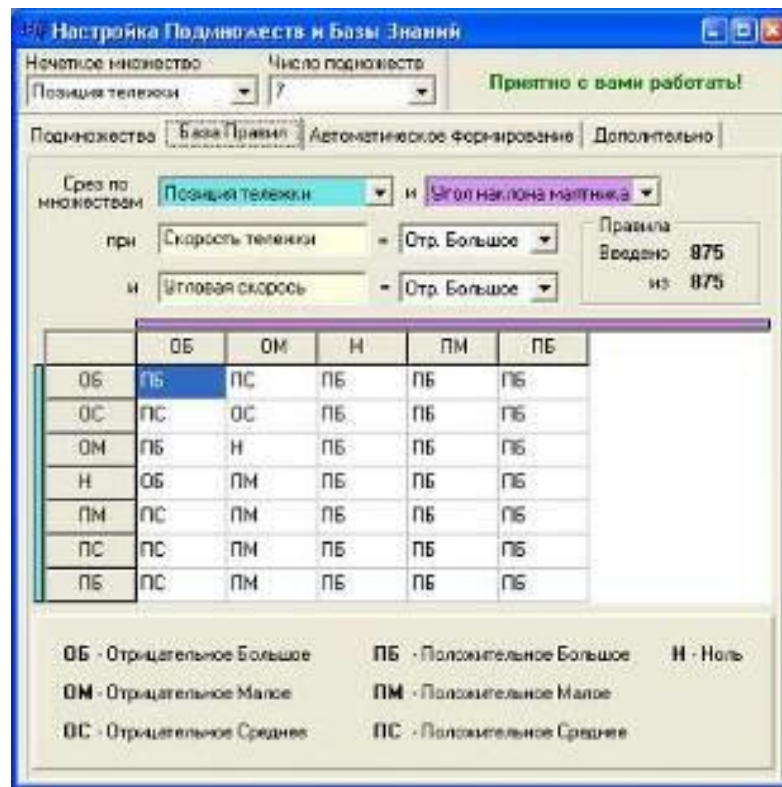 Настройка Подмножеств и Базы Знаний
Нечеткое множество Число подмножеств
Позиция тележки 7 Приятно с вами работать!
Подмножества База Правил Автоматическое Формирование Дополнительно
Срез по множествам Позиция тележки и Угол наклона маятника
при Скорость тележки = Отр. Большое
и Угловая скорось = Отр. Большое
Правила
Введено 875
из 875
ОБ ОМ Н ПМ ПБ
ОБ ПБ ПС ПБ ПБ ПБ
ОС ПС ОС ПБ ПБ ПБ
ОМ ПБ Н ПБ ПБ ПБ
Н ОБ ПМ ПБ ПБ ПБ
ПМ ПС ПМ ПБ ПБ ПБ
ПС ПС ПМ ПБ ПБ ПБ
ПБ ПС ПМ ПБ ПБ ПБ
ОБ - Отрицательное Большое ПБ - Положительное Большое Н - Ноль
ОМ - Отрицательное Малое ПМ - Положительное Малое
ОС - Отрицательное Среднее ПС - Положительное Среднее